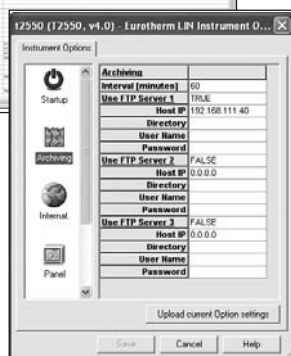 t2550 (T2550, v4.0) - Eurotherm LIN Instrument O...
Instrument Options
Startup
Archiving
Internat.
Panel
Archiving
Interval [minutes] 60
Use FTP Server 1 TRUE
Host IP 192.168.111.40
Directory
User Name
Password
Use FTP Server 2 FALSE
Host IP 0.0.0.0
Directory
User Name
Password
Use FTP Server 3 FALSE
Host IP 0.0.0.0
Directory
User Name
Password
Upload current Option settings
Save Cancel Help